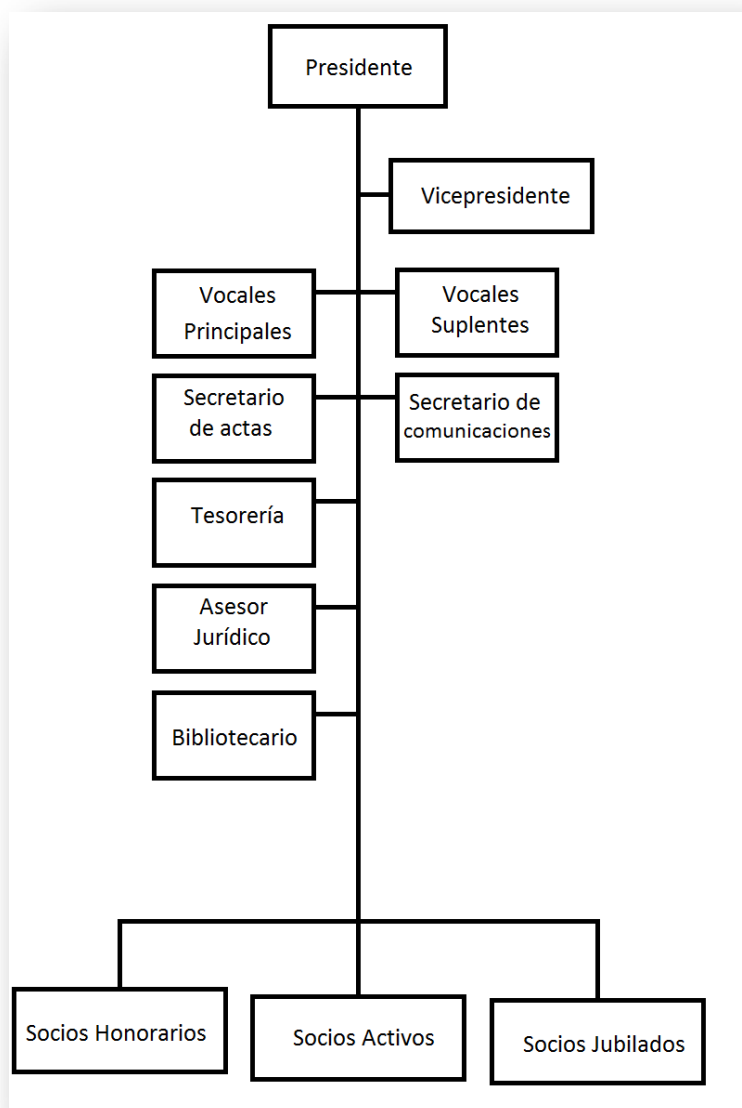 Presidente
Vicepresidente
Vocales
Principales
Vocales
Suplentes
Secretario
de actas
Secretario de
comunicaciones
Tesorería
Asesor
Jurídico
Bibliotecario
Socios Honorarios
Socios Activos
Socios Jubilados